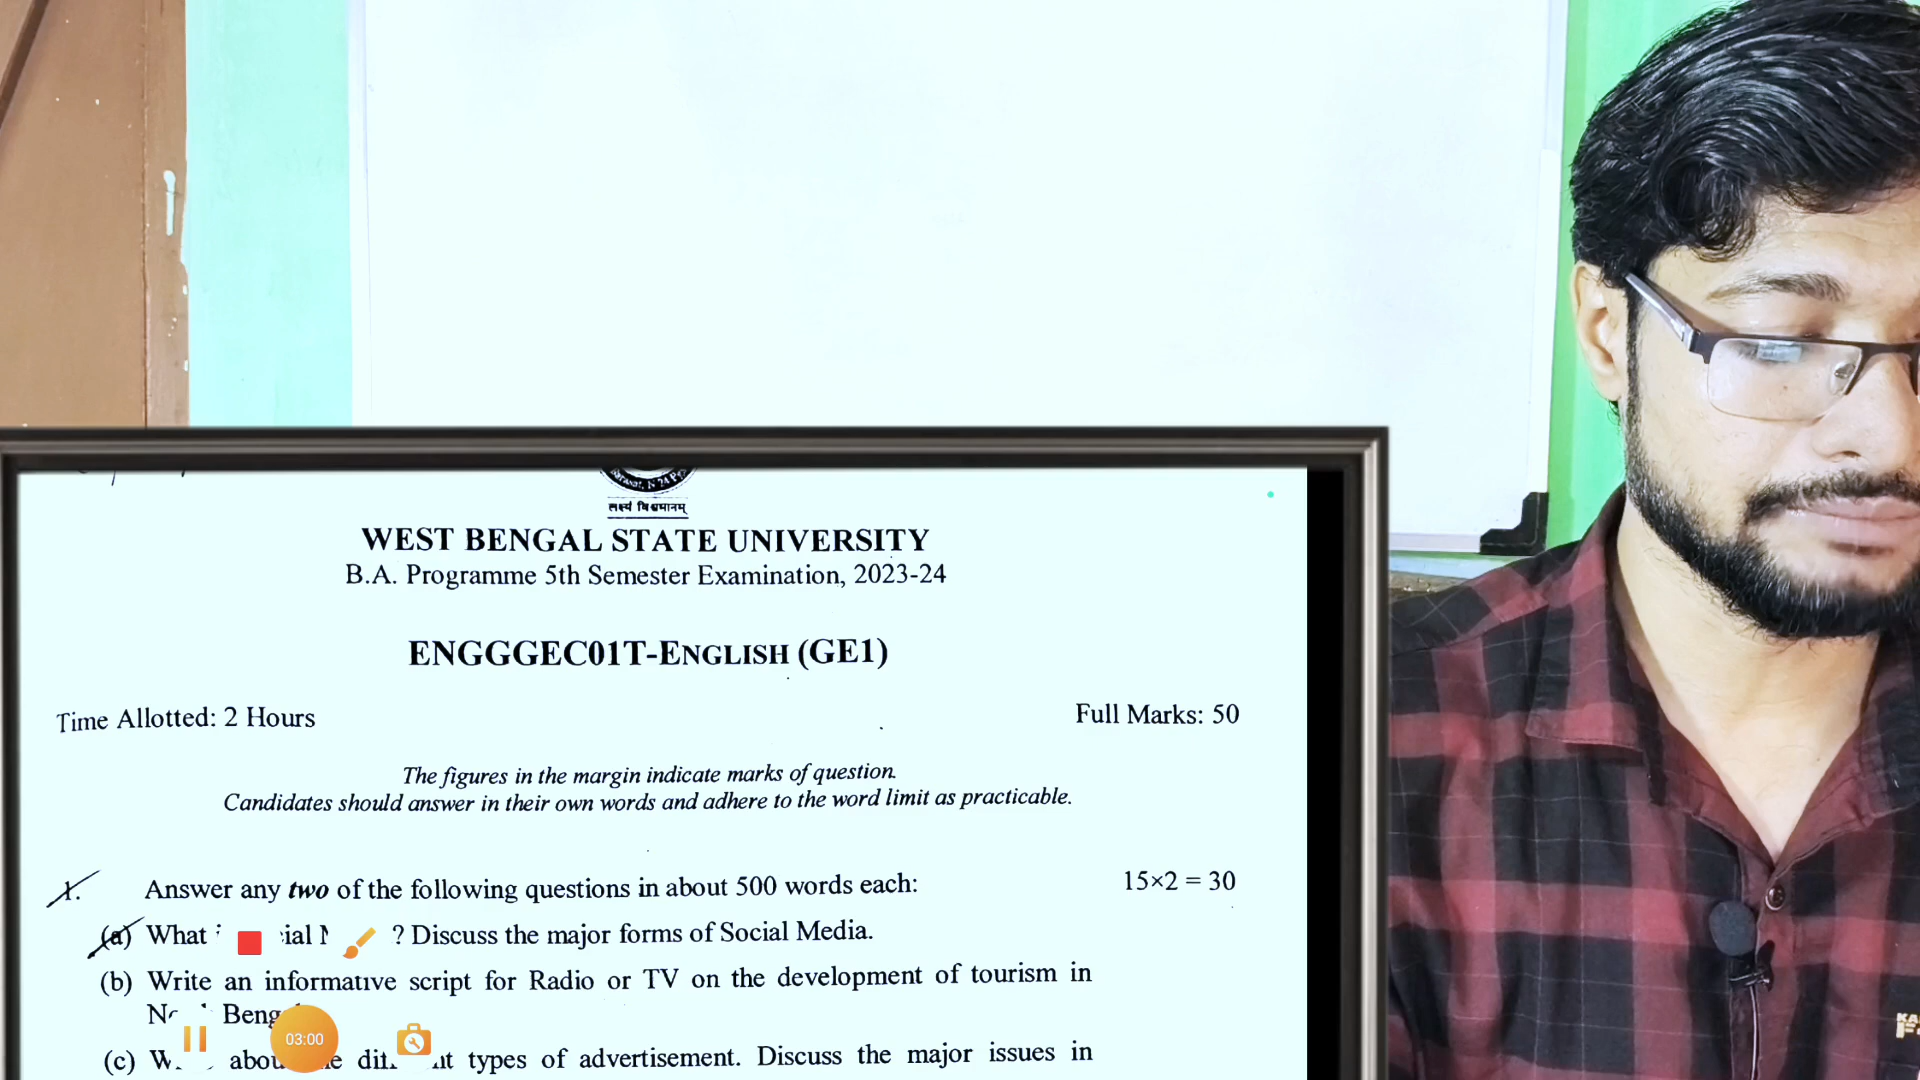 लक्ष्यं विश्वमानम्
WEST BENGAL STATE UNIVERSITY
B.A. Programme 5th Semester Examination, 2023-24
ENGGGEC01T-ENGLISH (GE1)
Time Allotted: 2 Hours
Full Marks: 50
The figures in the margin indicate marks of question.
Candidates should answer in their own words and adhere to the word limit as practicable.
1. Answer any two of the following questions in about 500 words each:
15×2 = 30
(a) What ? Discuss the major forms of Social Media.
(b) Write an informative script for Radio or TV on the development of tourism in
Beng
03:00
(c) types of advertisement. Discuss the major issues in